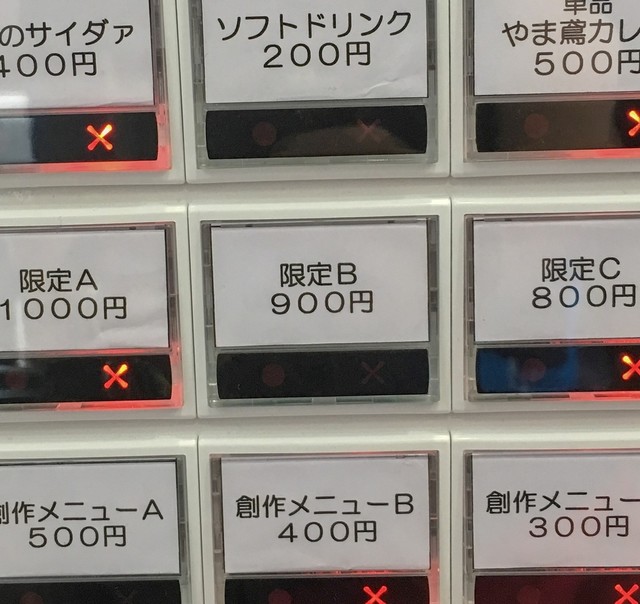 のサイダァ
400円
ソフトドリンク
200円
単品
やま鳶カレ
500円
限定A
1000円
限定B
900円
限定C
800円
創作メニューA
500円
創作メニューB
400円
創作メニュー
300円